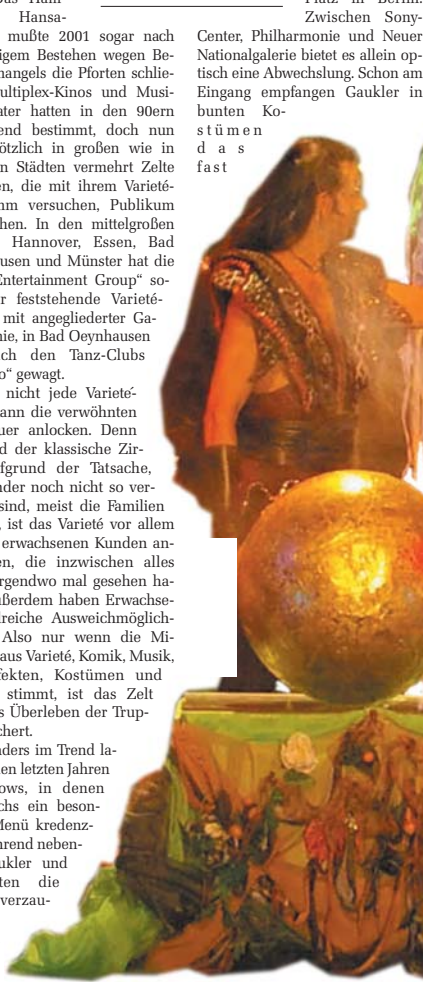 Hansa-
mußte 2001 sogar nach
igem Bestehen wegen Be-
hangels die Pforten schlie-
ultiplex-Kinos und Musi-
ater hatten in den 90ern
end bestimmt, doch nun
ötzlich in großen wie in
n Städten vermehrt Zelte
en, die mit ihrem Varieté-
mm versuchen, Publikum
hen. In den mittelgroßen
Hannover, Essen, Bad
ausen und Münster hat die
Entertainment Group“ so-
r feststehende Varieté-
mit angegliederter Ga-
nie, in Bad Oeynhausen
ch den Tanz-Clubs
o“ gewagt.
nicht jede Varieté-
ann die verwöhnten
uer anlocken. Denn
d der klassische Zir-
fgrund der Tatsache,
nder noch nicht so ver-
sind, meist die Familien
, ist das Varieté vor allem
erwachsenen Kunden an-
en, die inzwischen alles
rgendwo mal gesehen ha-
ußerdem haben Erwachse-
lreiche Ausweichmöglich-
Also nur wenn die Mi-
aus Varieté, Komik, Musik,
fekten, Kostümen und
stimmt, ist das Zelt
s Überleben der Trup-
chert.
nders im Trend la-
en letzten Jahren
ows, in denen
chs ein beson-
Menü kredenz-
hrend neben-
ukler und
ten die
verzau-
Platz in Berlin.
Zwischen Sony-
Center, Philharmonie und Neuer
Nationalgalerie bietet es allein op-
tisch eine Abwechslung. Schon am
Eingang empfangen Gaukler in
bunten Ko-
stümen
das
fast